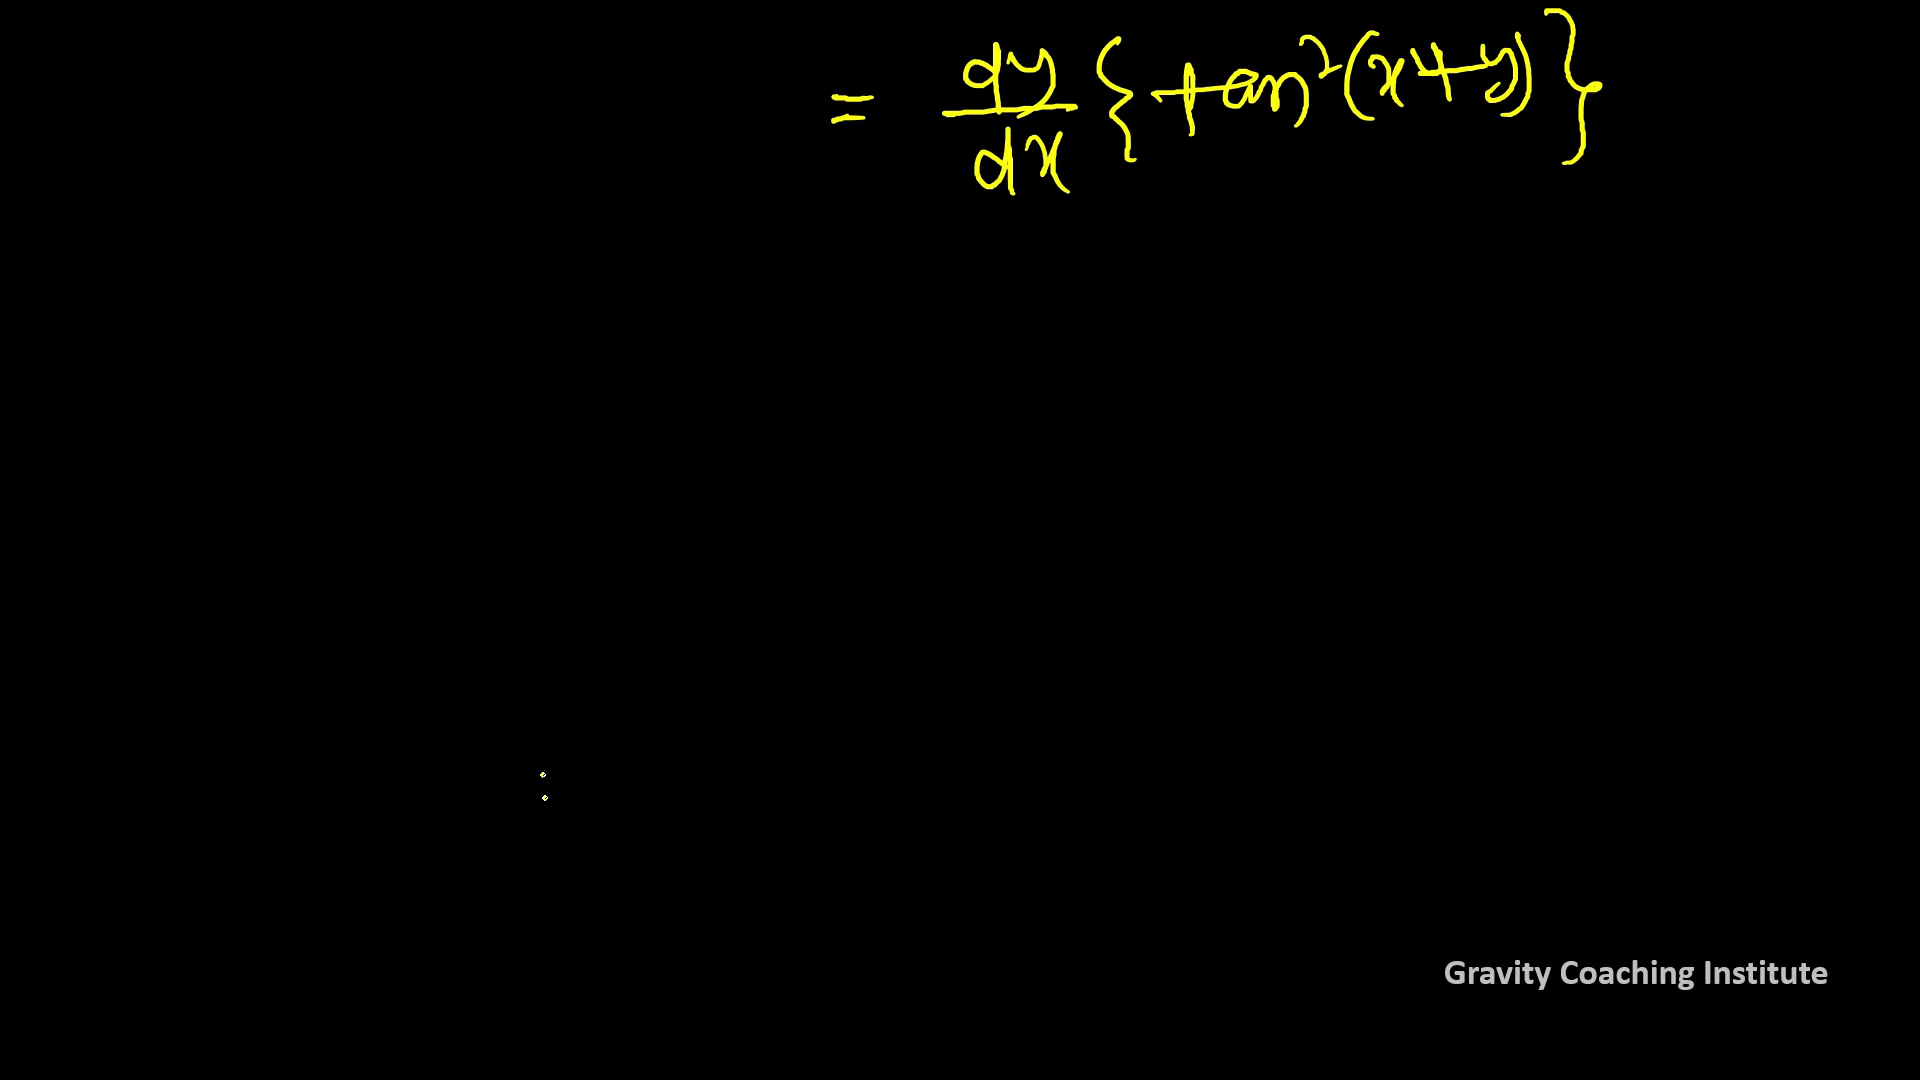 = dy/dx {tan²(x+y)}
Gravity Coaching Institute